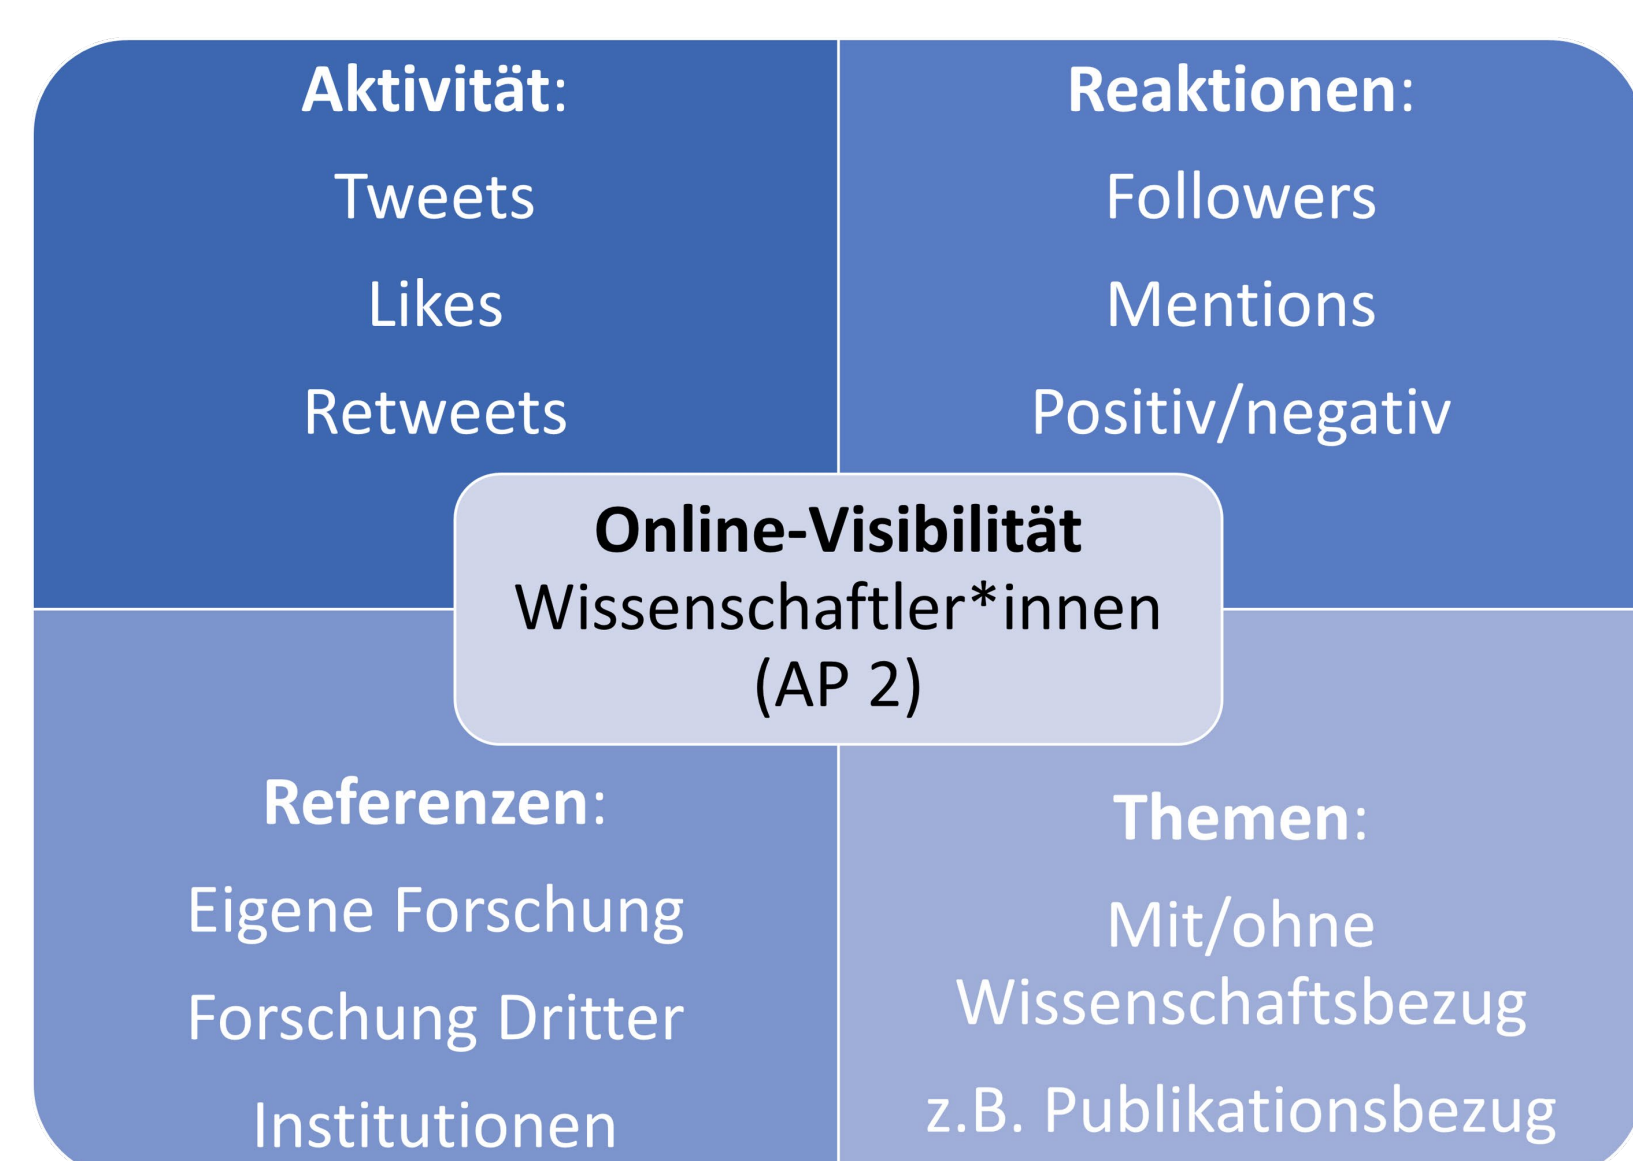 Aktivität:
Tweets
Likes
Retweets
Reaktionen:
Followers
Mentions
Positiv/negativ
Online-Visibilität
Wissenschaftler*innen
(AP 2)
Referenzen:
Eigene Forschung
Forschung Dritter
Institutionen
Themen:
Mit/ohne
Wissenschaftsbezug
z.B. Publikationsbezug